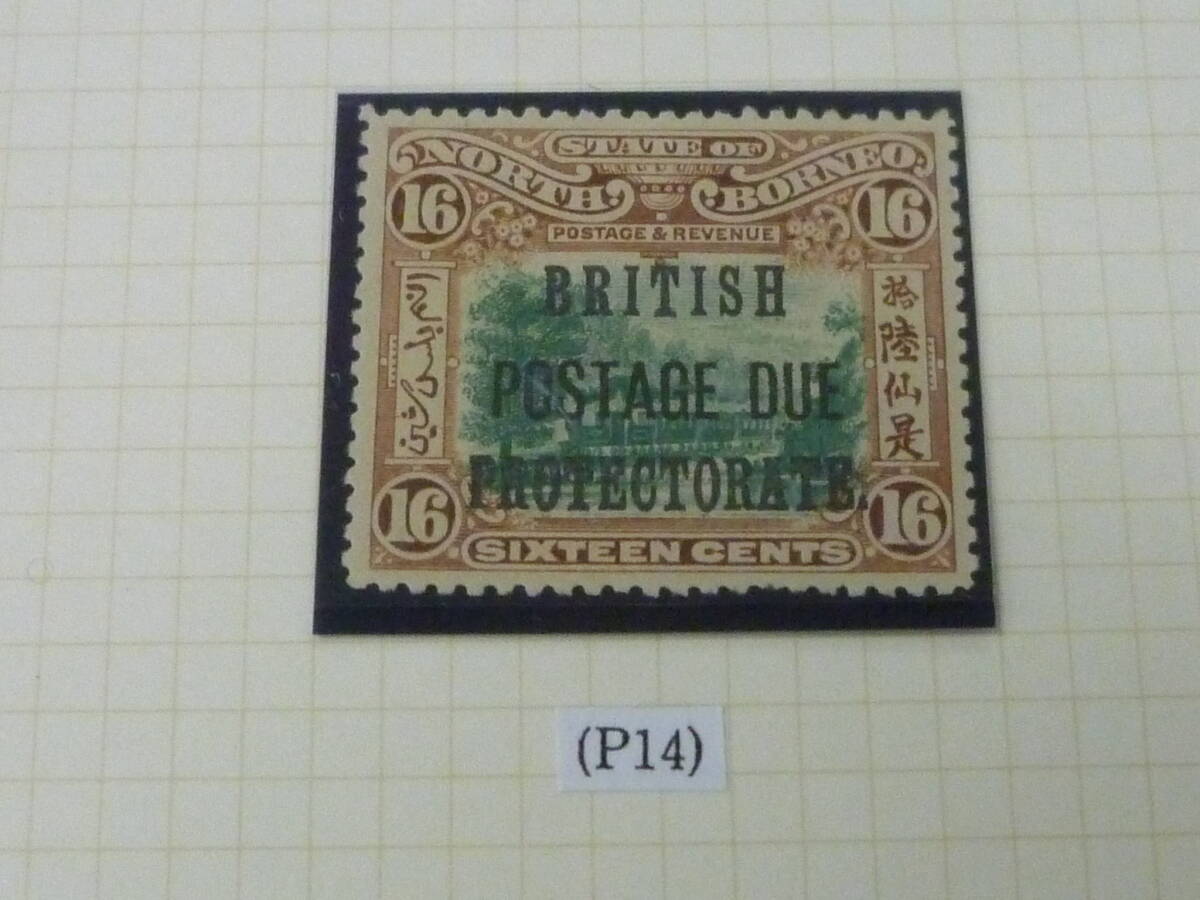 STATE OF
NORTH BORNEO
16 16
POSTAGE & REVENUE
BRITISH
POSTAGE DUE
PROTECTORATE.
拾陸仙是
16 16
SIXTEEN CENTS
(P14)